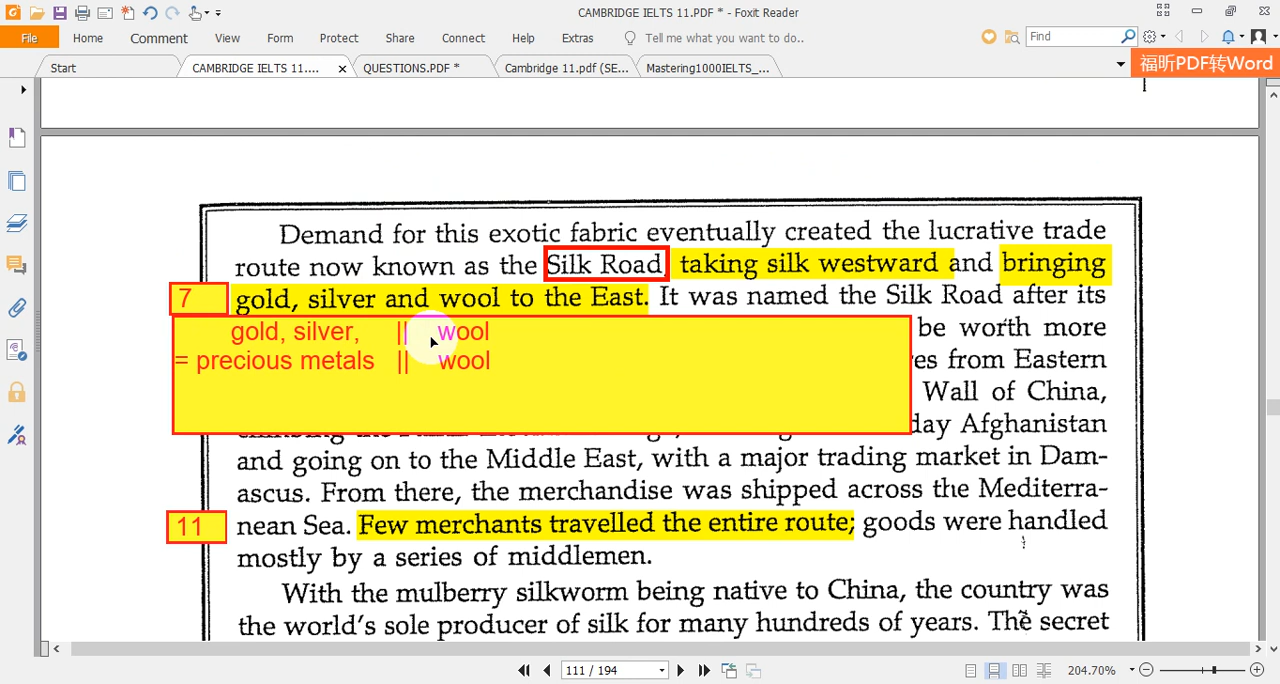 CAMBRIDGE IELTS 11.PDF * - Foxit Reader
File Home Comment View Form Protect Share Connect Help Extras Tell me what you want to do.. Find
Start CAMBRIDGE IELTS 11.... QUESTIONS.PDF * Cambridge 11.pdf (SE... Mastering1000IELTS_...
福昕PDF转Word
Demand for this exotic fabric eventually created the lucrative trade
route now known as the Silk Road, taking silk westward and bringing
7 gold, silver and wool to the East. It was named the Silk Road after its
gold, silver, || wool
be worth more
= precious metals || wool
res from Eastern
Wall of China,
day Afghanistan
and going on to the Middle East, with a major trading market in Dam-
ascus. From there, the merchandise was shipped across the Mediterra-
11 nean Sea. Few merchants travelled the entire route; goods were handled
mostly by a series of middlemen.
With the mulberry silkworm being native to China, the country was
the world's sole producer of silk for many hundreds of years. The secret
111 / 194
204.70%